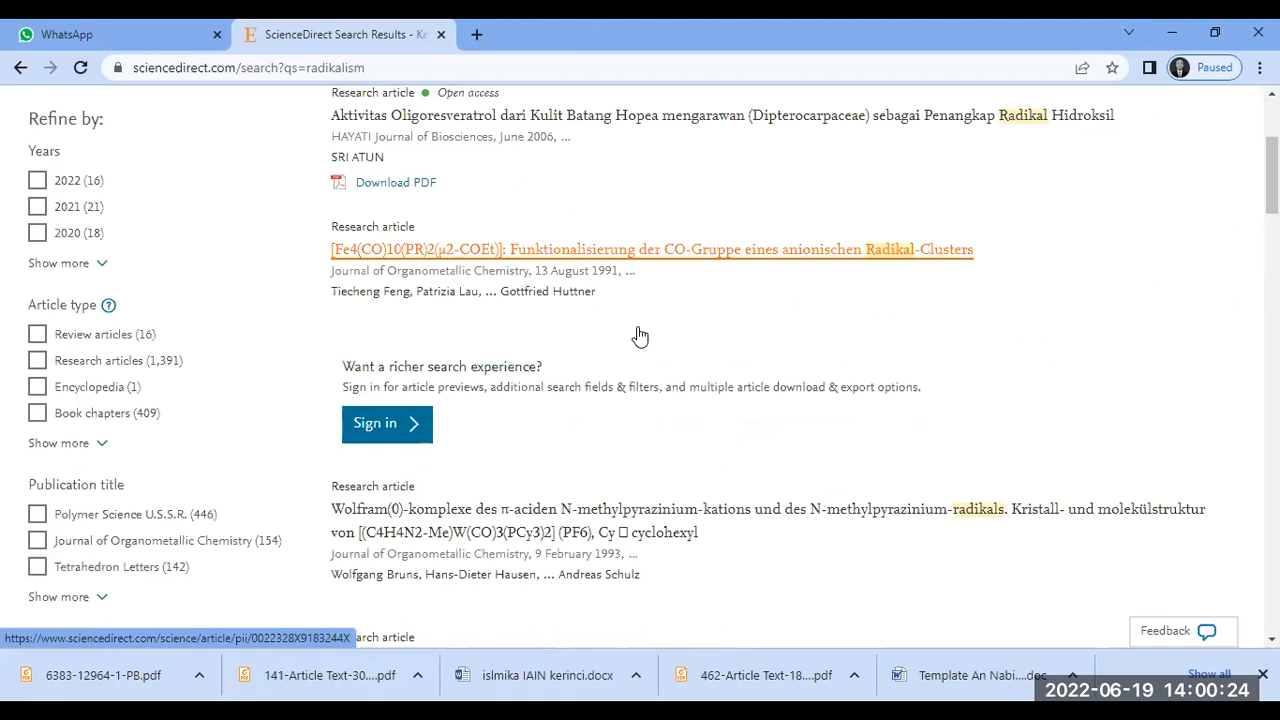 WhatsApp
ScienceDirect Search Results - Ke
sciencedirect.com/search?qs=radikalism
Paused
Refine by:
Years
2022 (16)
2021 (21)
2020 (18)
Show more
Article type
Review articles (16)
Research articles (1,391)
Encyclopedia (1)
Book chapters (409)
Show more
Publication title
Polymer Science U.S.S.R. (446)
Journal of Organometallic Chemistry (154)
Tetrahedron Letters (142)
Show more
Research article Open access
Aktivitas Oligoresveratrol dari Kulit Batang Hopea mengarawan (Dipterocarpaceae) sebagai Penangkap Radikal Hidroksil
HAYATI Journal of Biosciences, June 2006, ...
SRI ATUN
Download PDF
Research article
[Fe4(CO)10(PR)2(μ2-COEt)]: Funktionalisierung der CO-Gruppe eines anionischen Radikal-Clusters
Journal of Organometallic Chemistry, 13 August 1991, ...
Tiecheng Feng, Patrizia Lau, ... Gottfried Huttner
Want a richer search experience?
Sign in for article previews, additional search fields & filters, and multiple article download & export options.
Sign in
Research article
Wolfram(0)-komplexe des π-aciden N-methylpyrazinium-kations und des N-methylpyrazinium-radikals. Kristall- und molekülstruktur
von [(C4H4N2-Me)W(CO)3(PCy3)2] (PF6), Cy □ cyclohexyl
Journal of Organometallic Chemistry, 9 February 1993, ...
Wolfgang Bruns, Hans-Dieter Hausen, ... Andreas Schulz
Feedback
https://www.sciencedirect.com/science/article/pii/0022328X9183244X
arch article
6383-12964-1-PB.pdf
141-Article Text-30....pdf
islmika IAIN kerinci.docx
462-Article Text-18....pdf
Template An Nabi....doc
Show all
2022-06-19 14:00:24